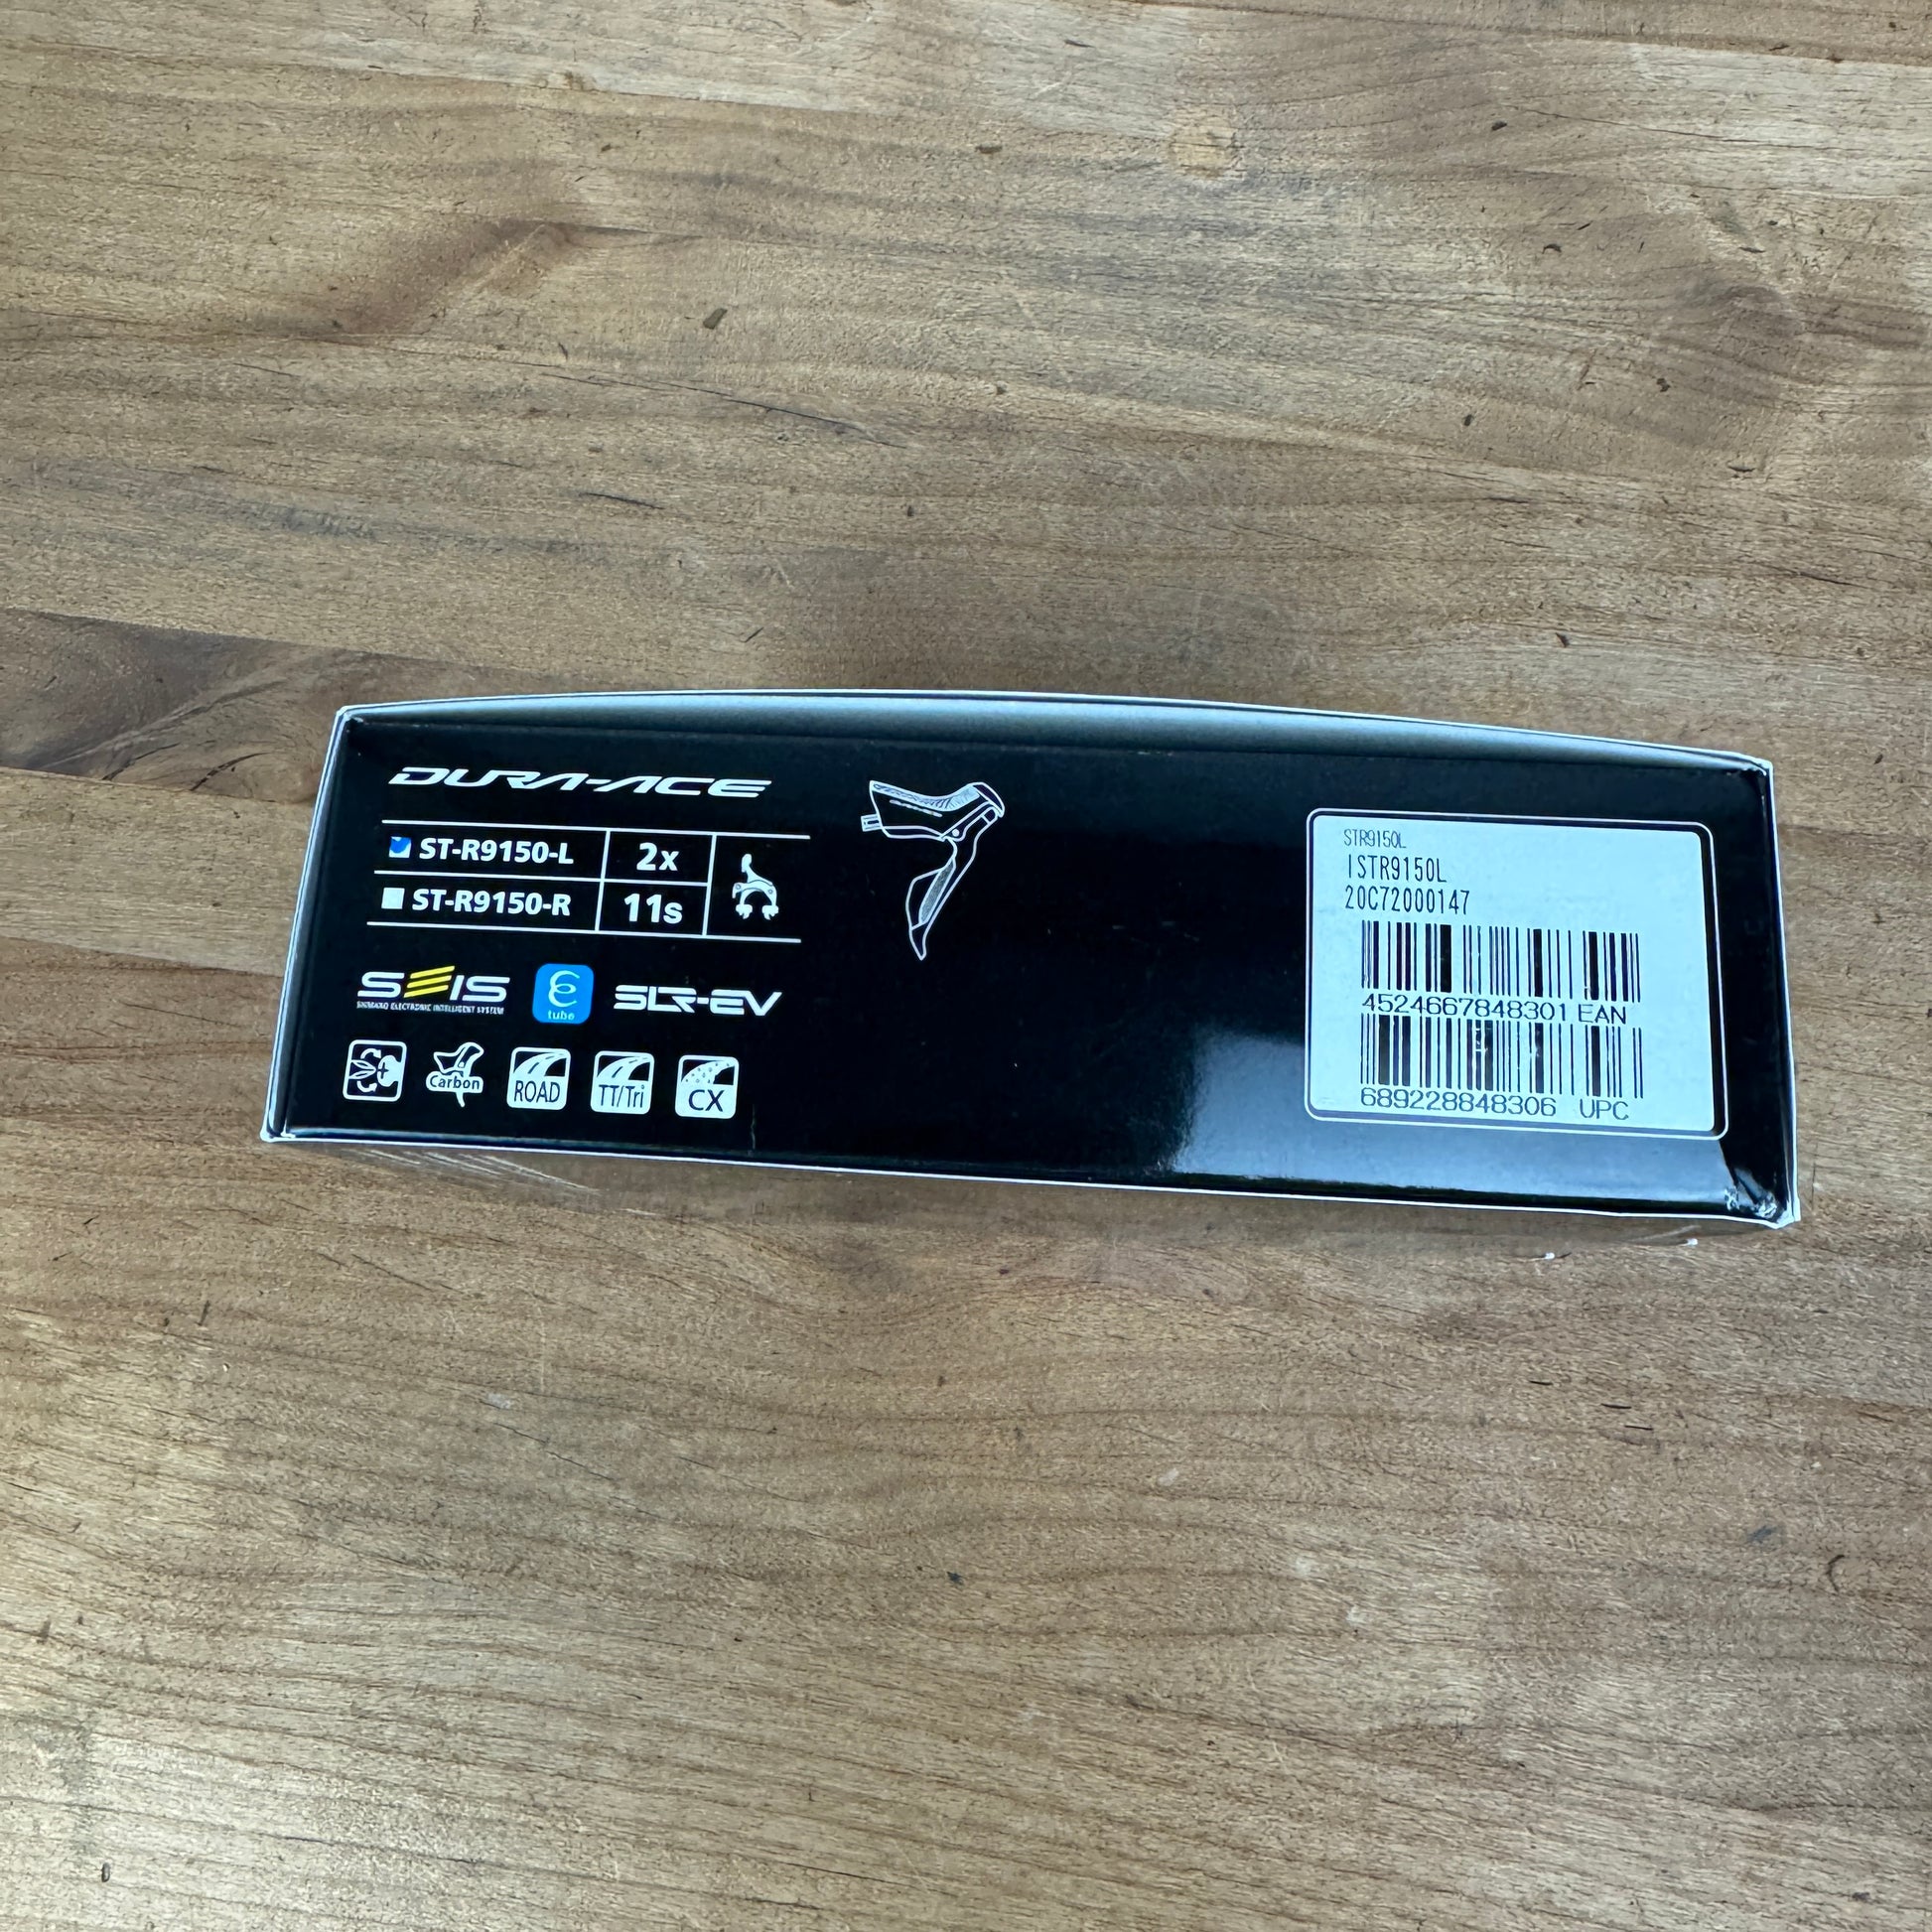 DURA-ACE
ST-R9150-L 2x
ST-R9150-R 11s
SEIS
SHIMANO ELECTRONIC INTELLIGENT SYSTEM
E tube
SLR-EV
Carbon
ROAD
TT/Tri
CX
STR9150L
ISTR9150L
20C72000147
4524667848301 EAN
689228848306 UPC